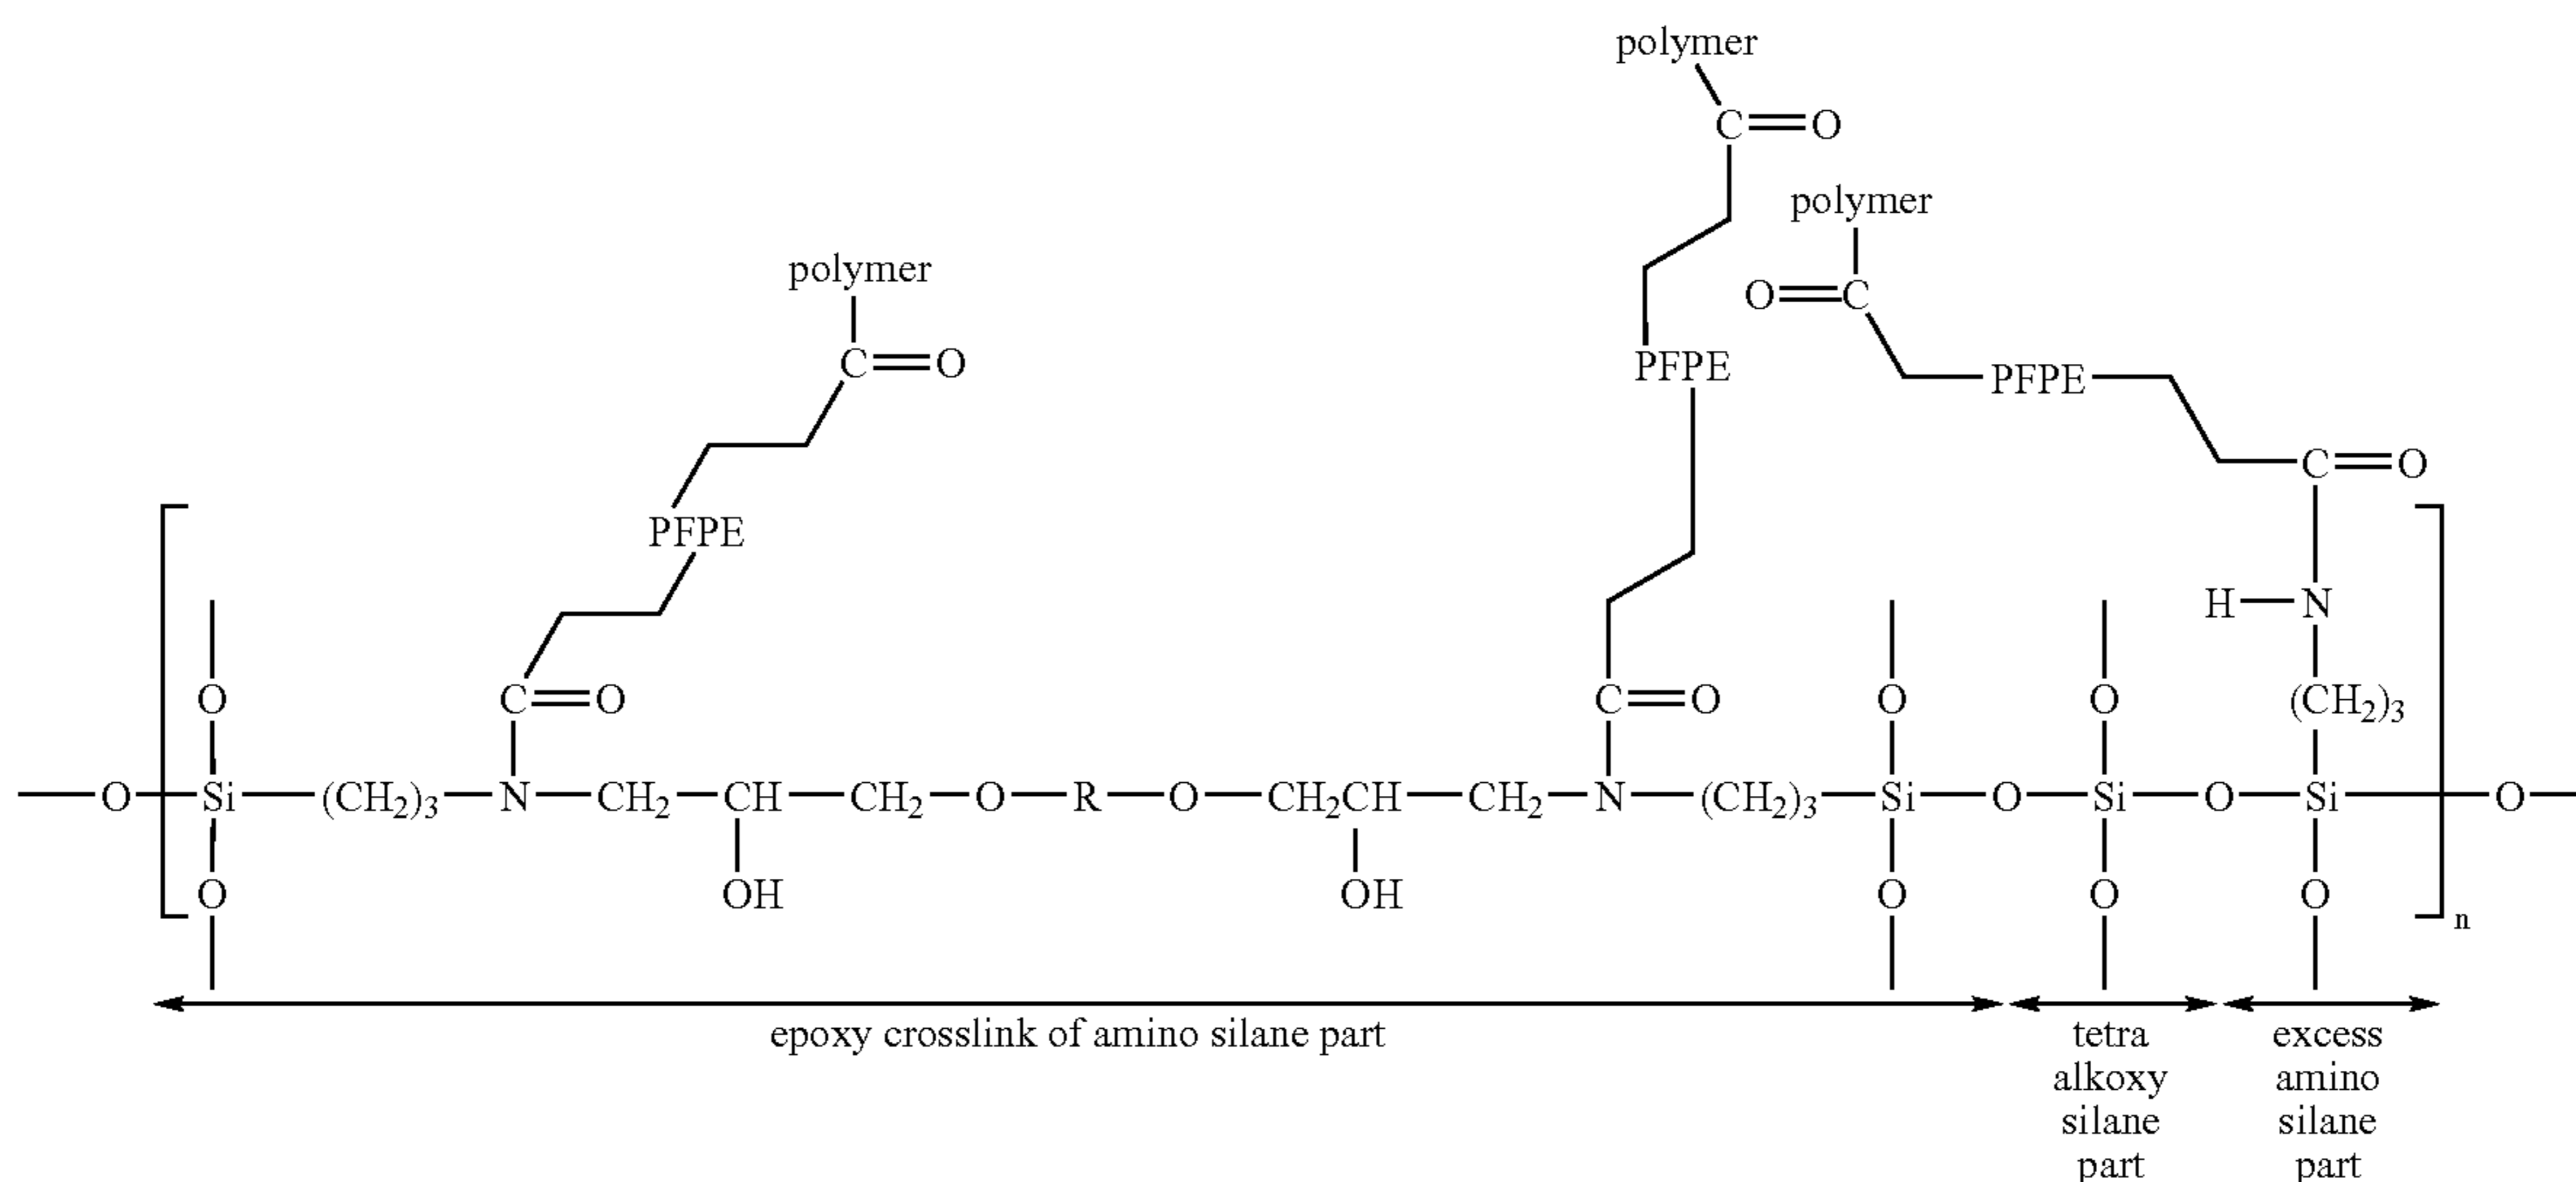 polymer
C=O
polymer
O=C
polymer
C=O
PFPE
PFPE
C=O
PFPE
H—N
O
C=O
C=O
O
O
(CH₂)₃
—O—Si—(CH₂)₃—N—CH₂—CH—CH₂—O—R—O—CH₂CH—CH₂—N—(CH₂)₃—Si—O—Si—O—Si—O—
O
OH
OH
O
O
O
n
epoxy crosslink of amino silane part
tetra
alkoxy
silane
part
excess
amino
silane
part